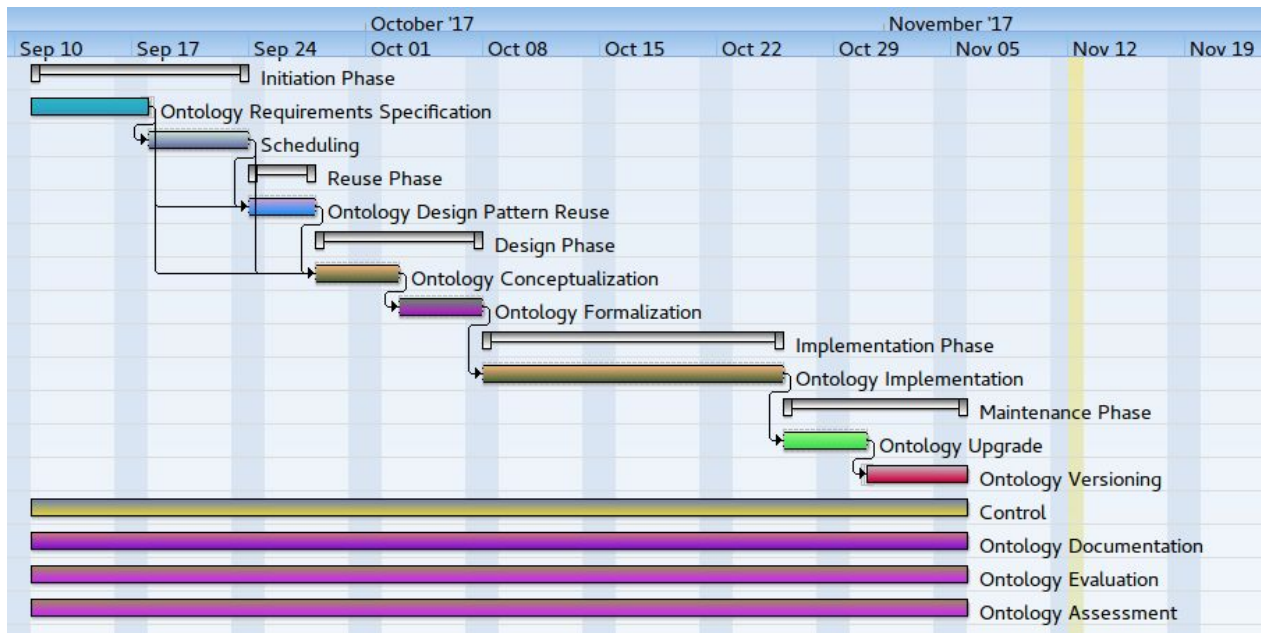 October '17 November '17
Sep 10 Sep 17 Sep 24 Oct 01 Oct 08 Oct 15 Oct 22 Oct 29 Nov 05 Nov 12 Nov 19
Initiation Phase
Ontology Requirements Specification
Scheduling
Reuse Phase
Ontology Design Pattern Reuse
Design Phase
Ontology Conceptualization
Ontology Formalization
Implementation Phase
Ontology Implementation
Maintenance Phase
Ontology Upgrade
Ontology Versioning
Control
Ontology Documentation
Ontology Evaluation
Ontology Assessment